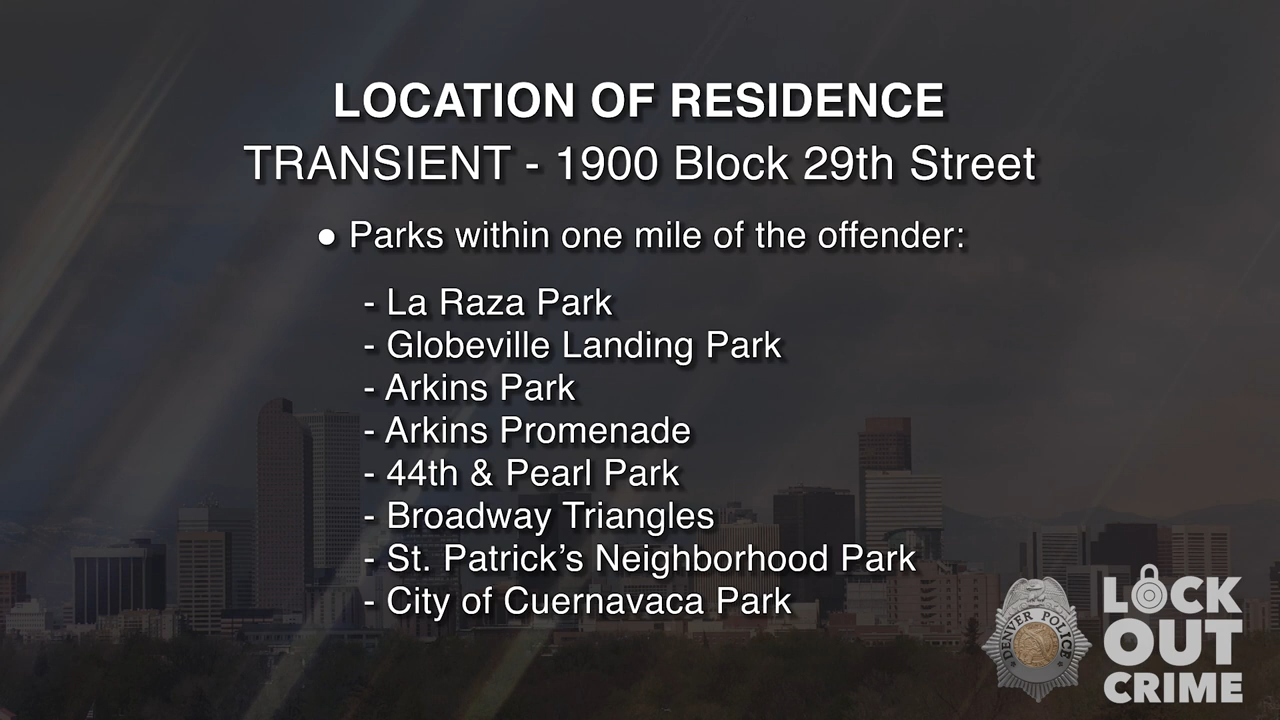 LOCATION OF RESIDENCE
TRANSIENT - 1900 Block 29th Street
● Parks within one mile of the offender:
- La Raza Park
- Globeville Landing Park
- Arkins Park
- Arkins Promenade
- 44th & Pearl Park
- Broadway Triangles
- St. Patrick’s Neighborhood Park
- City of Cuernavaca Park
DENVER POLICE
LOCK
OUT
CRIME